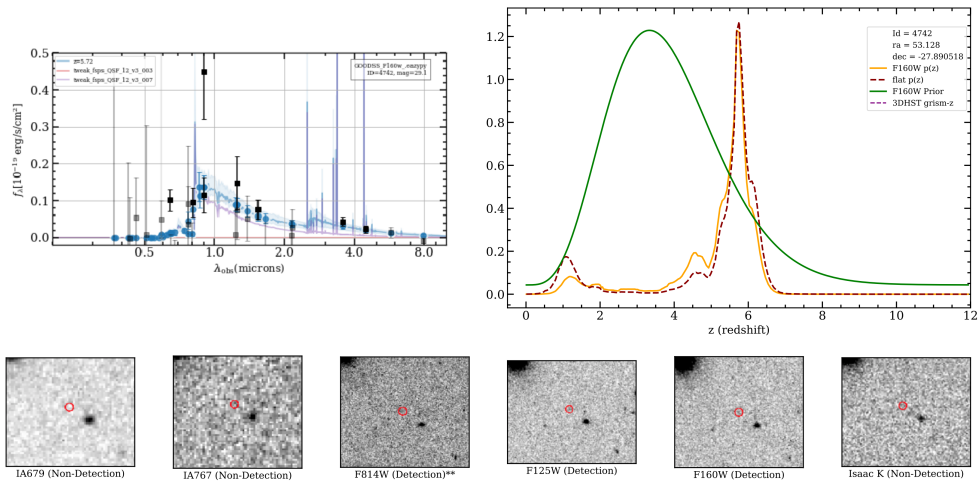 z=5.72
tweak_fsps_QSF_12_v3_003
tweak_fsps_QSF_12_v3_007
GOODSS_F160w_eazypy
ID=4742, mag=29.1
0.5
0.4
0.3
0.2
0.1
0.0
0.5
1.0
2.0
4.0
8.0
λobs(microns)
fλ[10⁻¹⁹ erg/s/cm²]
Id = 4742
ra = 53.128
dec = -27.890518
F160W p(z)
flat p(z)
F160W Prior
3DHST grism-z
1.2
1.0
0.8
0.6
0.4
0.2
0.0
0
2
4
6
8
10
12
z (redshift)
IA679 (Non-Detection)
IA767 (Non-Detection)
F814W (Detection)**
F125W (Detection)
F160W (Detection)
Isaac K (Non-Detection)